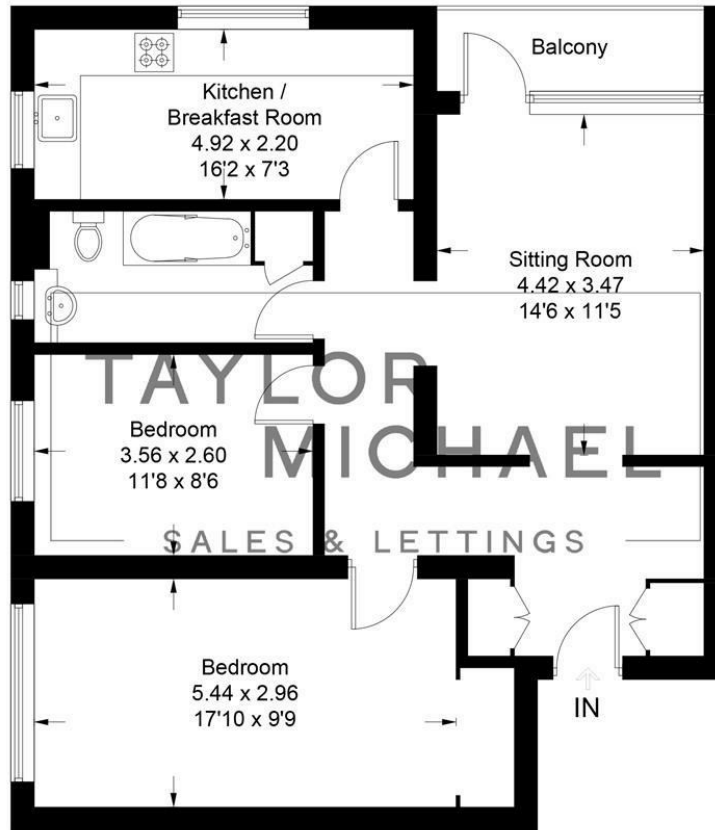 Balcony
Kitchen /
Breakfast Room
4.92 x 2.20
16'2 x 7'3
Sitting Room
4.42 x 3.47
14'6 x 11'5
TAYLOR
MICHAEL
SALES & LETTINGS
Bedroom
3.56 x 2.60
11'8 x 8'6
Bedroom
5.44 x 2.96
17'10 x 9'9
IN